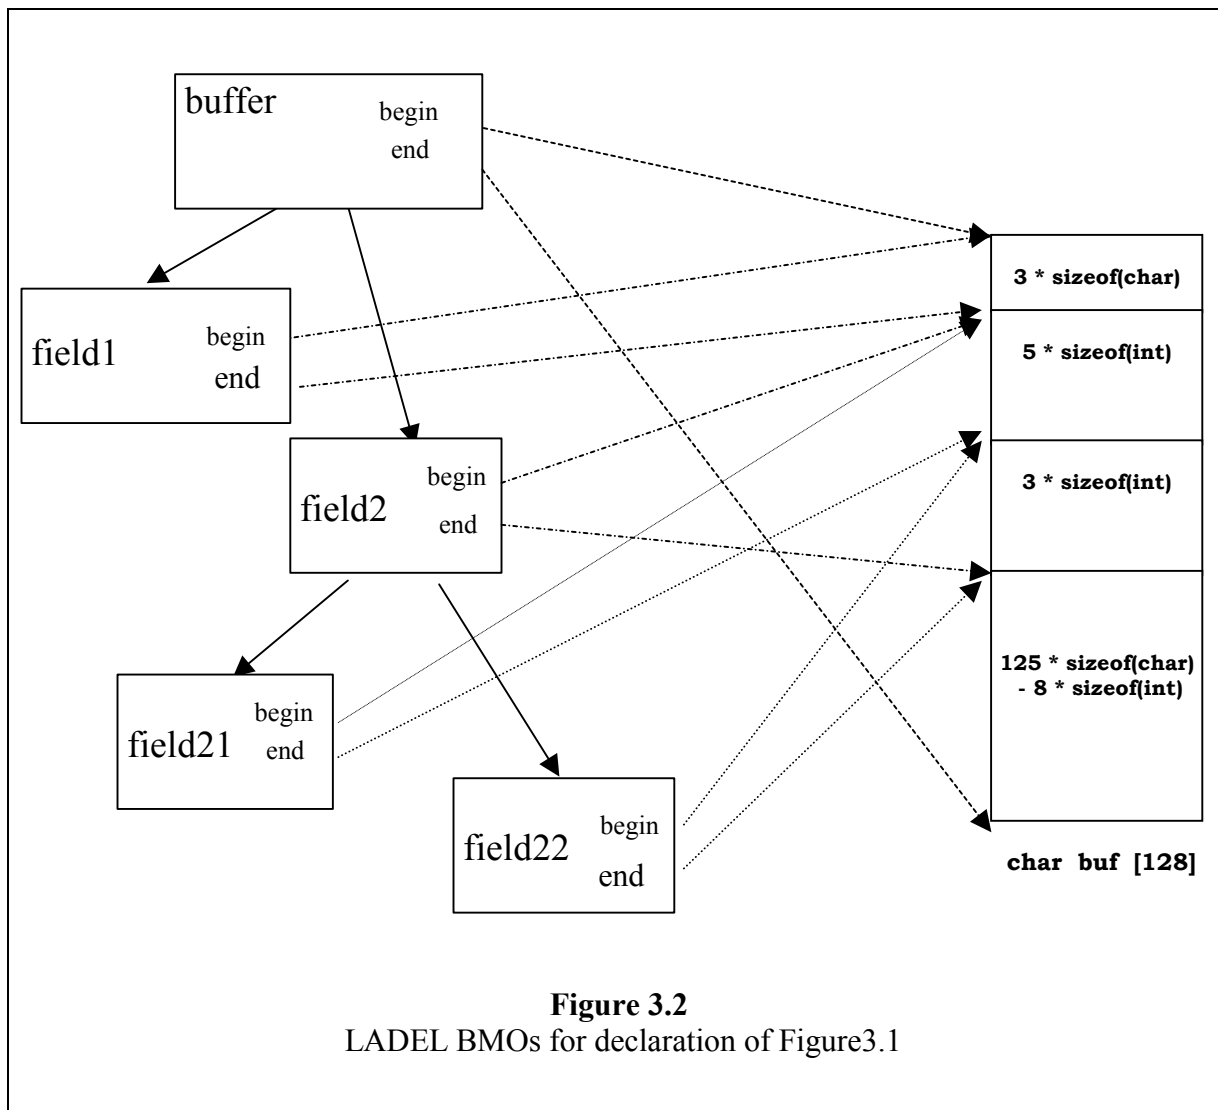 buffer
begin
end
3 * sizeof(char)
field1
begin
end
5 * sizeof(int)
field2
begin
end
3 * sizeof(int)
field21
begin
end
125 * sizeof(char)
- 8 * sizeof(int)
field22
begin
end
char buf [128]
Figure 3.2
LADEL BMOs for declaration of Figure3.1